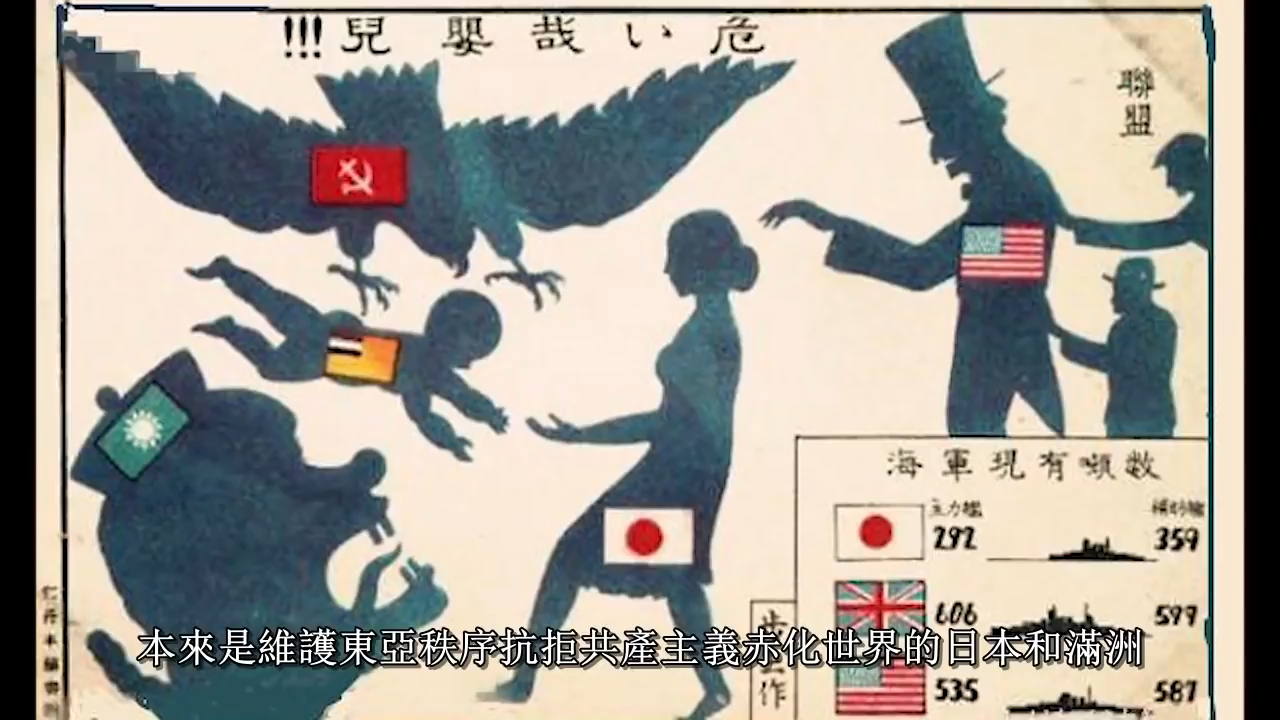 !!!兒嬰哉い危
聯盟
海軍現有噸數
主力艦
補助艦
292
359
606
599
535
587
作
本來是維護東亞秩序抗拒共產主義赤化世界的日本和滿洲